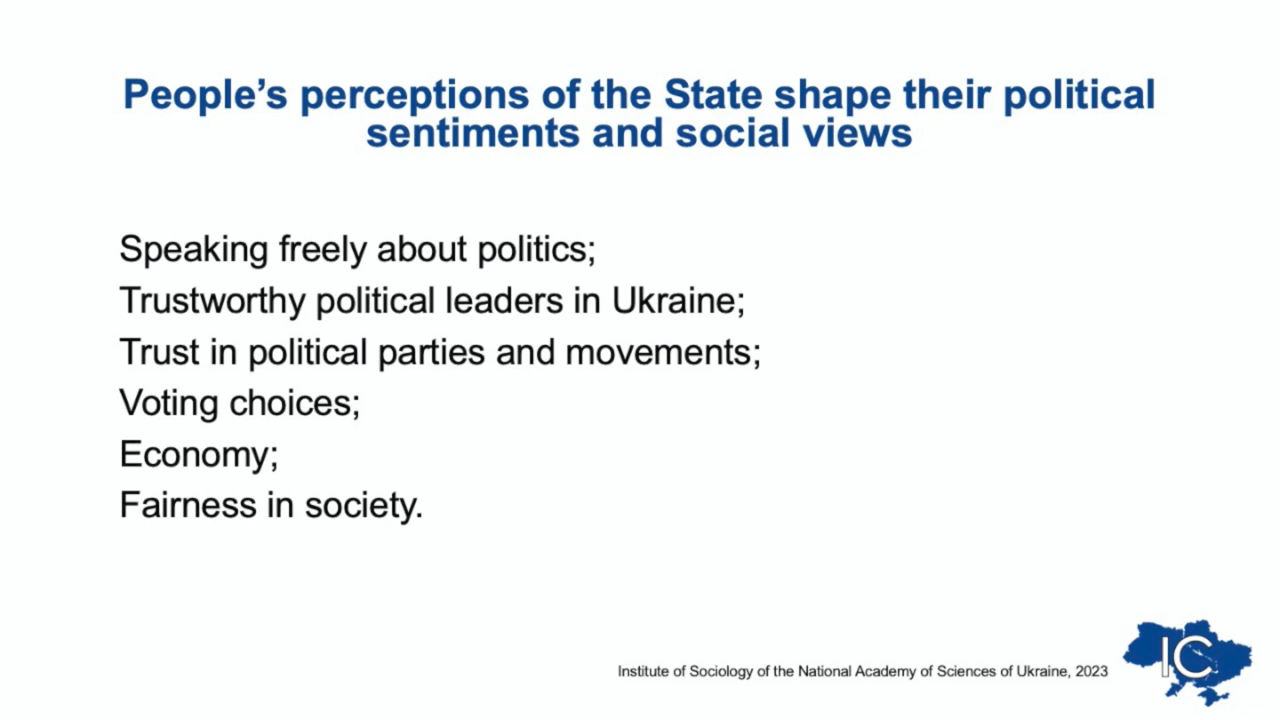 People’s perceptions of the State shape their political
sentiments and social views
Speaking freely about politics;
Trustworthy political leaders in Ukraine;
Trust in political parties and movements;
Voting choices;
Economy;
Fairness in society.
Institute of Sociology of the National Academy of Sciences of Ukraine, 2023
IC